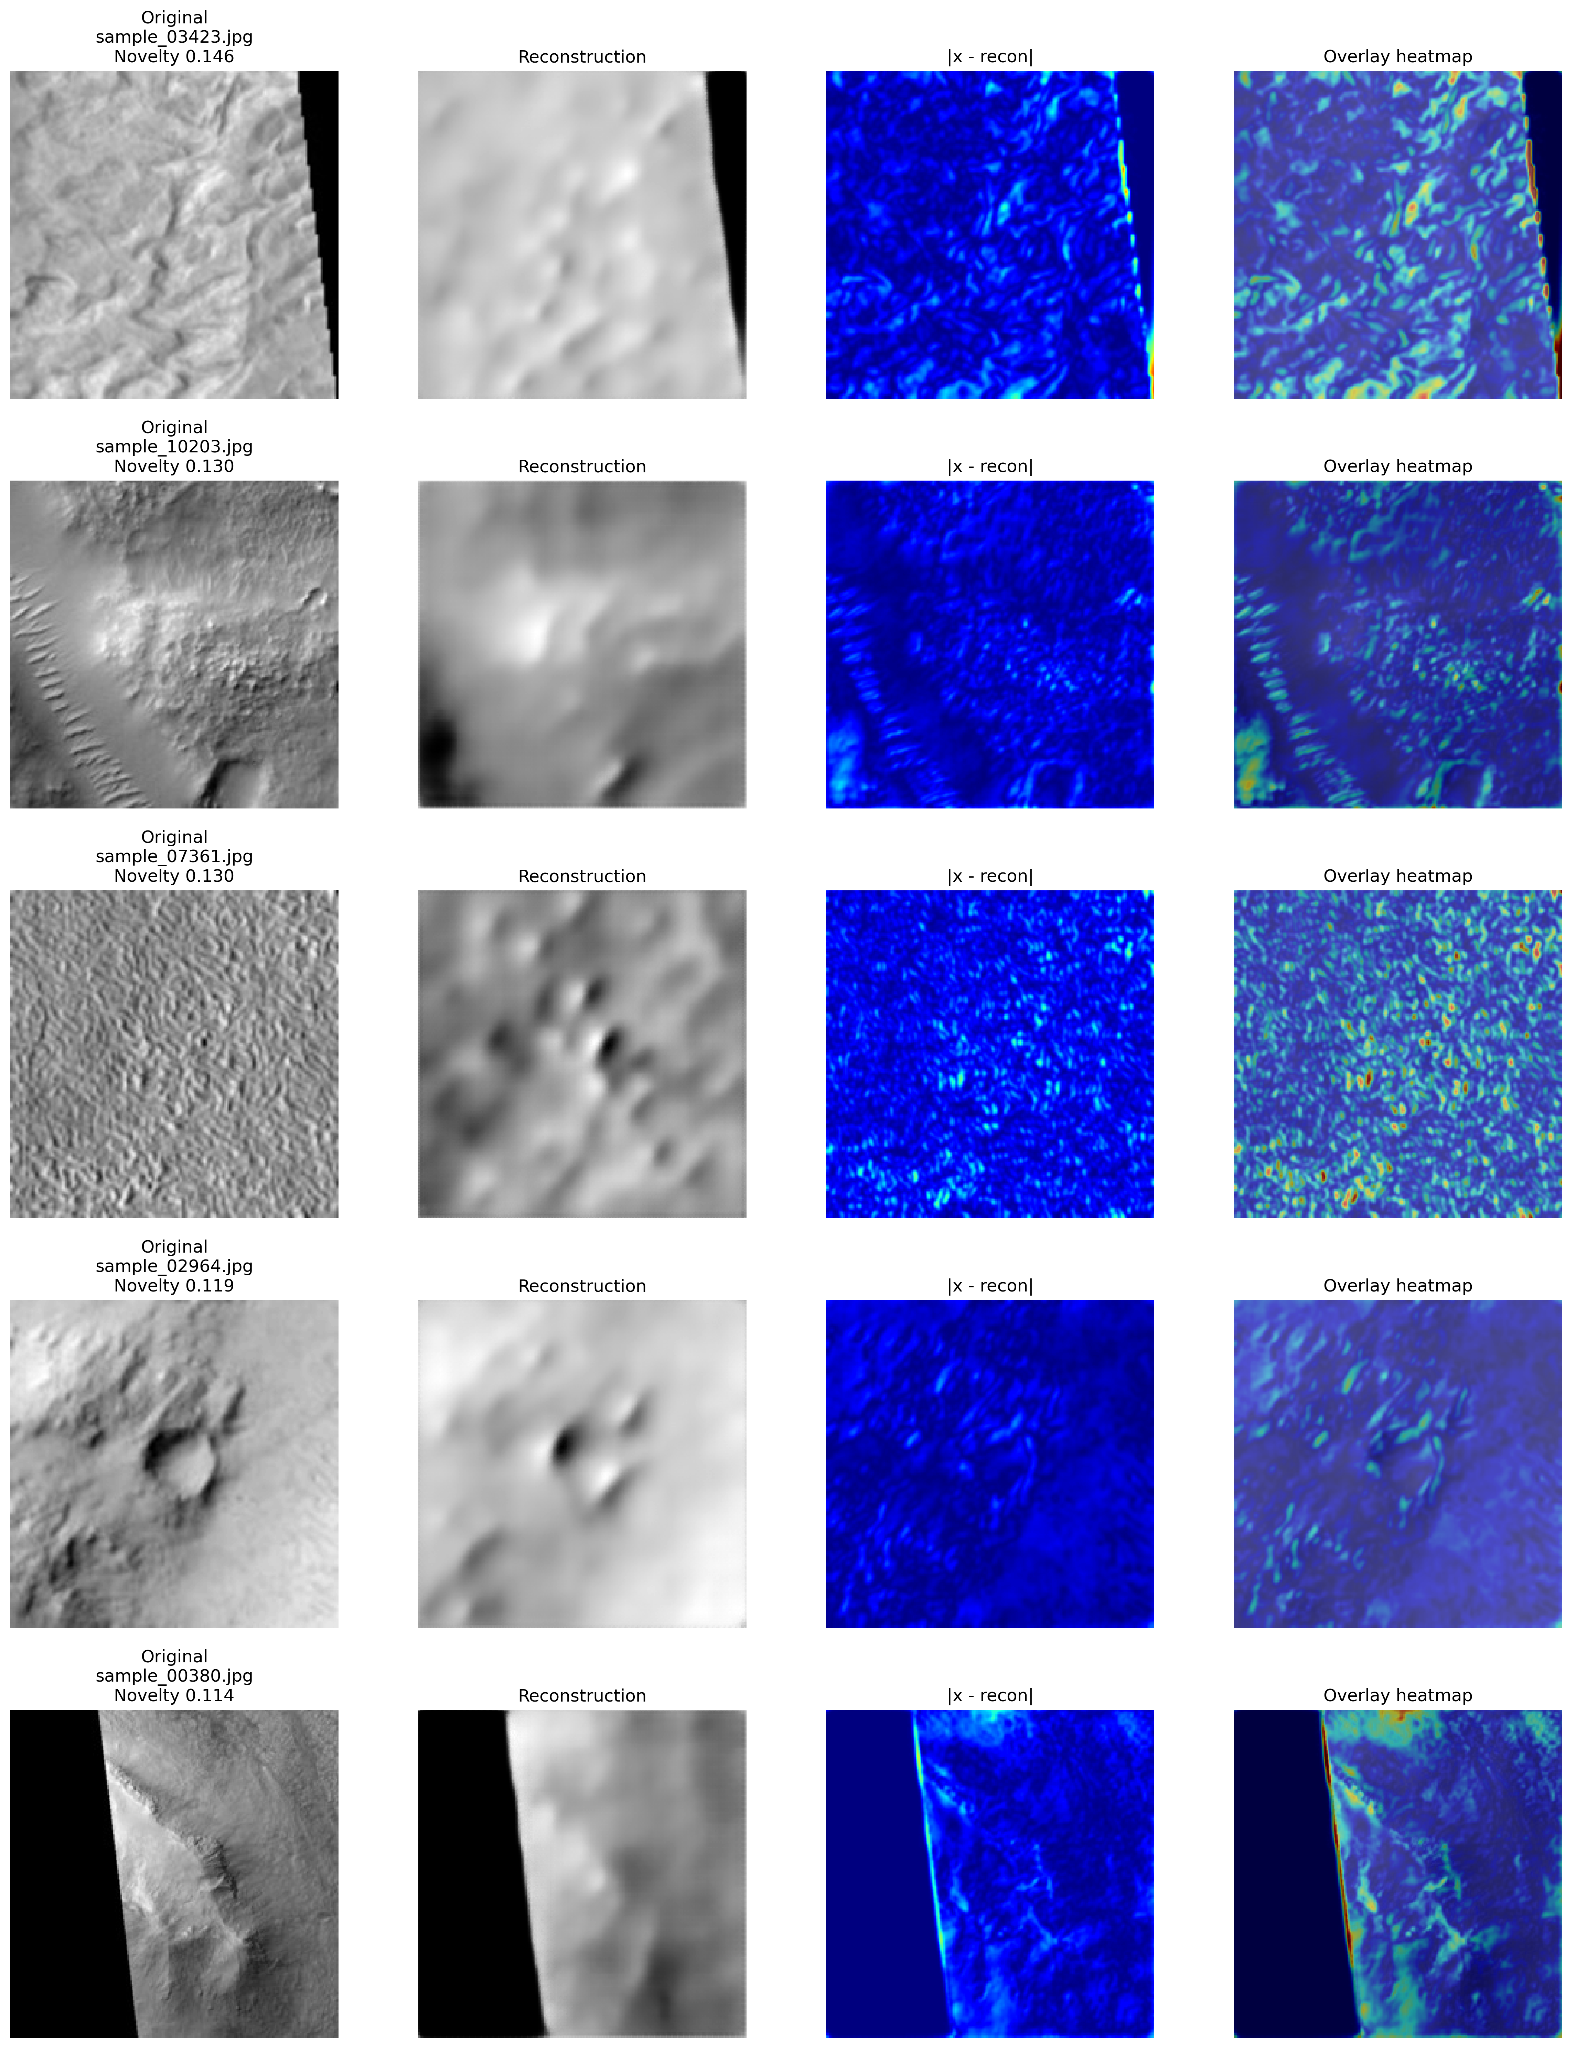 Original
sample_03423.jpg
Novelty 0.146
Reconstruction
|x - recon|
Overlay heatmap
Original
sample_10203.jpg
Novelty 0.130
Reconstruction
|x - recon|
Overlay heatmap
Original
sample_07361.jpg
Novelty 0.130
Reconstruction
|x - recon|
Overlay heatmap
Original
sample_02964.jpg
Novelty 0.119
Reconstruction
|x - recon|
Overlay heatmap
Original
sample_00380.jpg
Novelty 0.114
Reconstruction
|x - recon|
Overlay heatmap